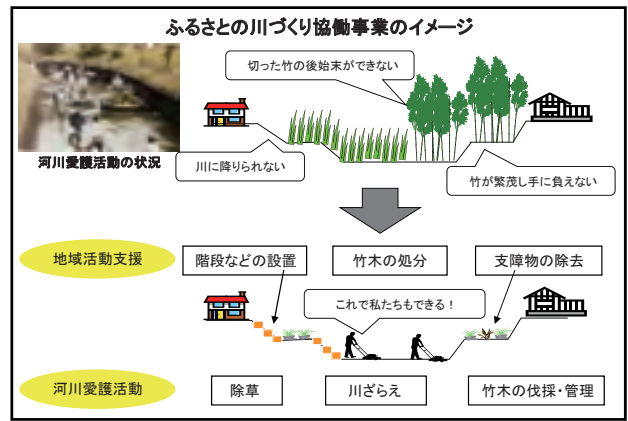 ふるさとの川づくり協働事業のイメージ
切った竹の後始末ができない
河川愛護活動の状況
川に降りられない
竹が繁茂し手に負えない
地域活動支援
階段などの設置
竹木の処分
支障物の除去
これで私たちもできる!
河川愛護活動
除草
川ざらえ
竹木の伐採・管理